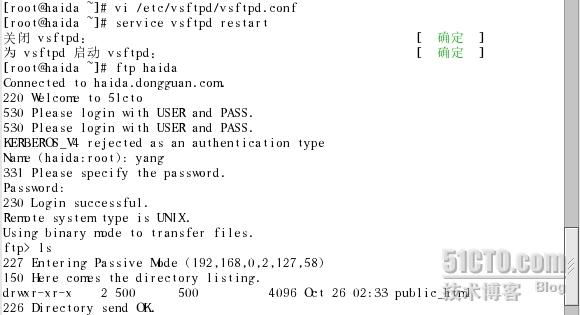 [root@haida ~]# vi /etc/vsftpd/vsftpd.conf
[root@haida ~]# service vsftpd restart
关闭 vsftpd： [ 确定 ]
为 vsftpd 启动 vsftpd： [ 确定 ]
[root@haida ~]# ftp haida
Connected to haida.dongguan.com.
220 Welcome to 51cto
530 Please login with USER and PASS.
530 Please login with USER and PASS.
KERBEROS_V4 rejected as an authentication type
Name (haida:root): yang
331 Please specify the password.
Password:
230 Login successful.
Remote system type is UNIX.
Using binary mode to transfer files.
ftp> ls
227 Entering Passive Mode (192,168,0,2,127,58)
150 Here comes the directory listing.
drwxr-xr-x 2 500 500 4096 Oct 26 02:33 public_html
226 Directory send OK.
51CTO.com
技术博客 Blog